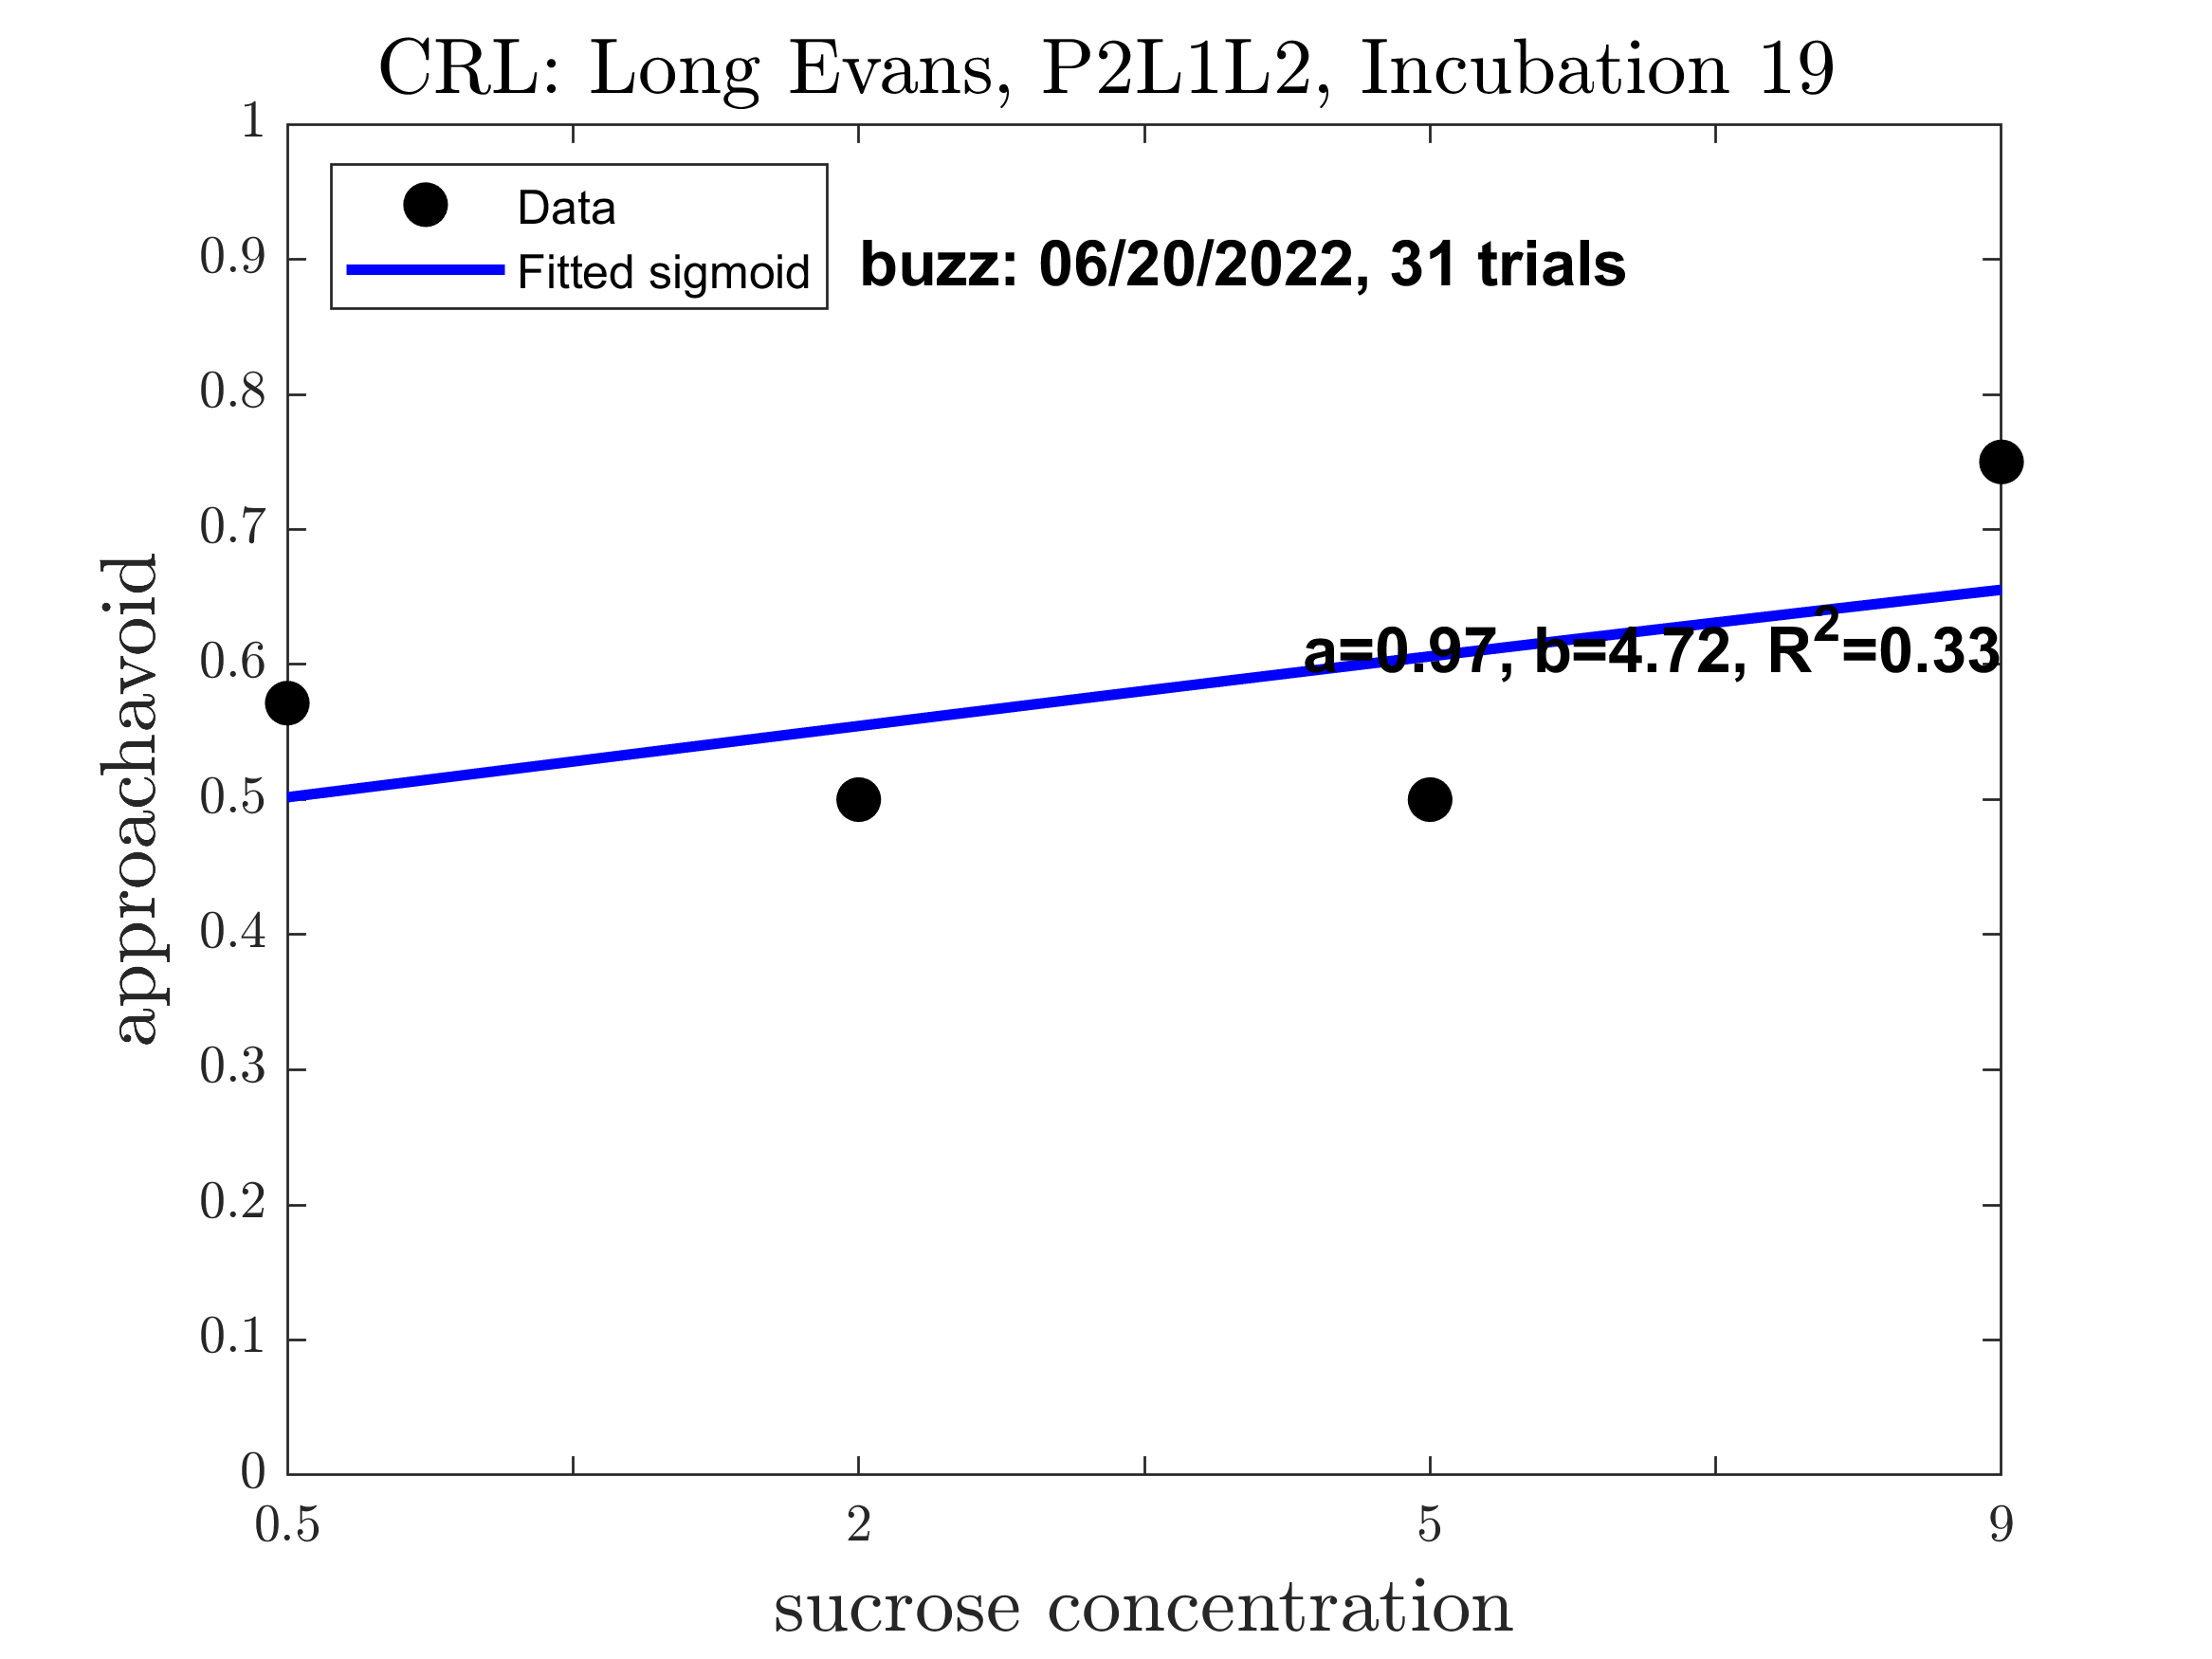 CRL: Long Evans, P2L1L2, Incubation 19
1
Data
Fitted sigmoid
buzz: 06/20/2022, 31 trials
0.9
0.8
0.7
0.6
a=0.97, b=4.72, R²=0.33
0.5
0.4
0.3
0.2
0.1
0
approachavoid
0.5 2 5 9
sucrose concentration